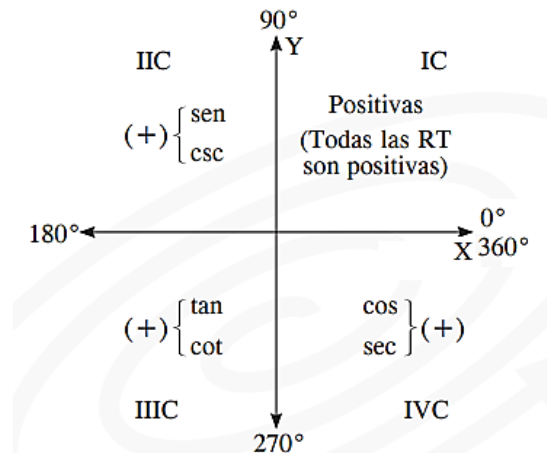 90°
Y
IIC
IC
(+) { sen
csc
Positivas
(Todas las RT
son positivas)
180°
0°
X 360°
(+) { tan
cot
cos
sec } (+)
IIIC
IVC
270°